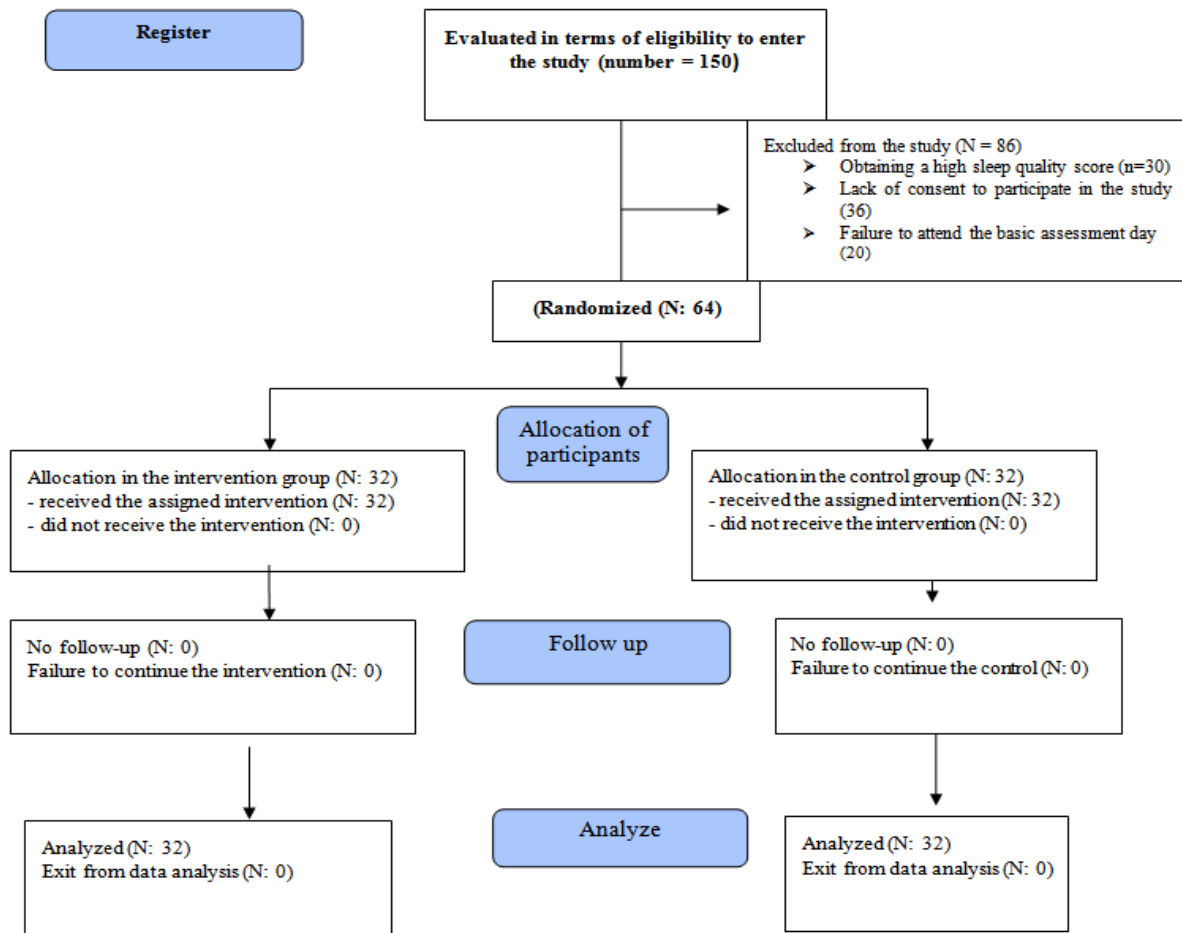 Register
Evaluated in terms of eligibility to enter
the study (number = 150)
Excluded from the study (N = 86)
➤ Obtaining a high sleep quality score (n=30)
➤ Lack of consent to participate in the study
(36)
➤ Failure to attend the basic assessment day
(20)
(Randomized (N: 64)
Allocation of
participants
Allocation in the intervention group (N: 32)
- received the assigned intervention (N: 32)
- did not receive the intervention (N: 0)
Allocation in the control group (N: 32)
- received the assigned intervention (N: 32)
- did not receive the intervention (N: 0)
No follow-up (N: 0)
Failure to continue the intervention (N: 0)
Follow up
No follow-up (N: 0)
Failure to continue the control (N: 0)
Analyzed (N: 32)
Exit from data analysis (N: 0)
Analyze
Analyzed (N: 32)
Exit from data analysis (N: 0)